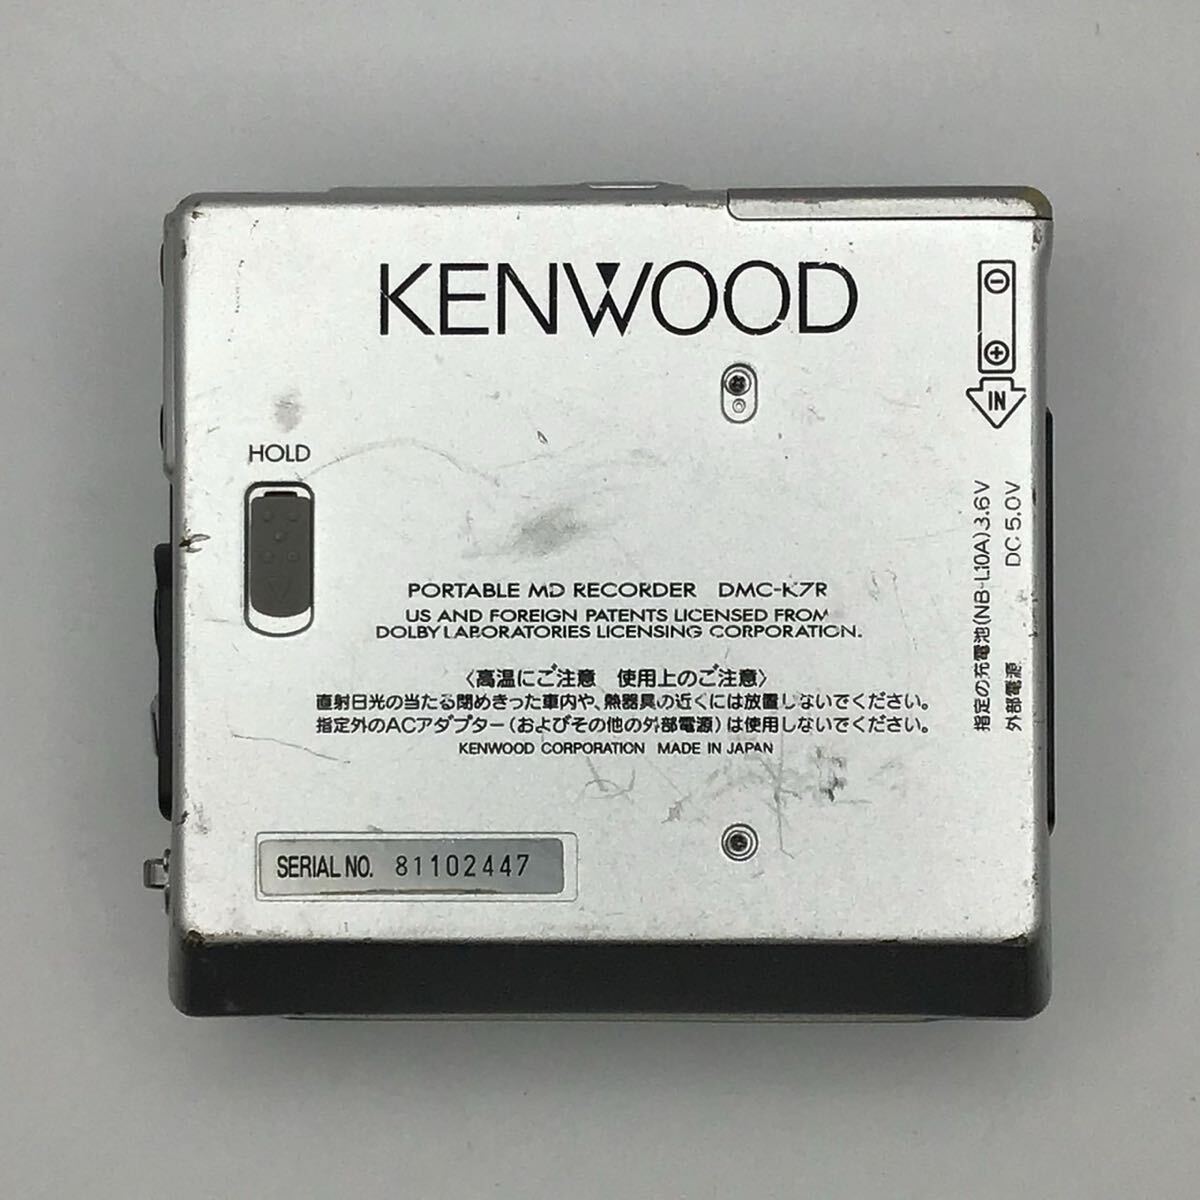 KENWOOD
IN
HOLD
指定の充電池(NB-L10A)3.6V
外部電源 DC 5.0V
PORTABLE MD RECORDER DMC-K7R
US AND FOREIGN PATENTS LICENSED FROM
DOLBY LABORATORIES LICENSING CORPORATION.
〈高温にご注意 使用上のご注意〉
直射日光の当たる閉めきった車内や、熱器具の近くには放置しないでください。
指定外のACアダプター(およびその他の外部電源)は使用しないでください。
KENWOOD CORPORATION MADE IN JAPAN
SERIAL NO. 81102447